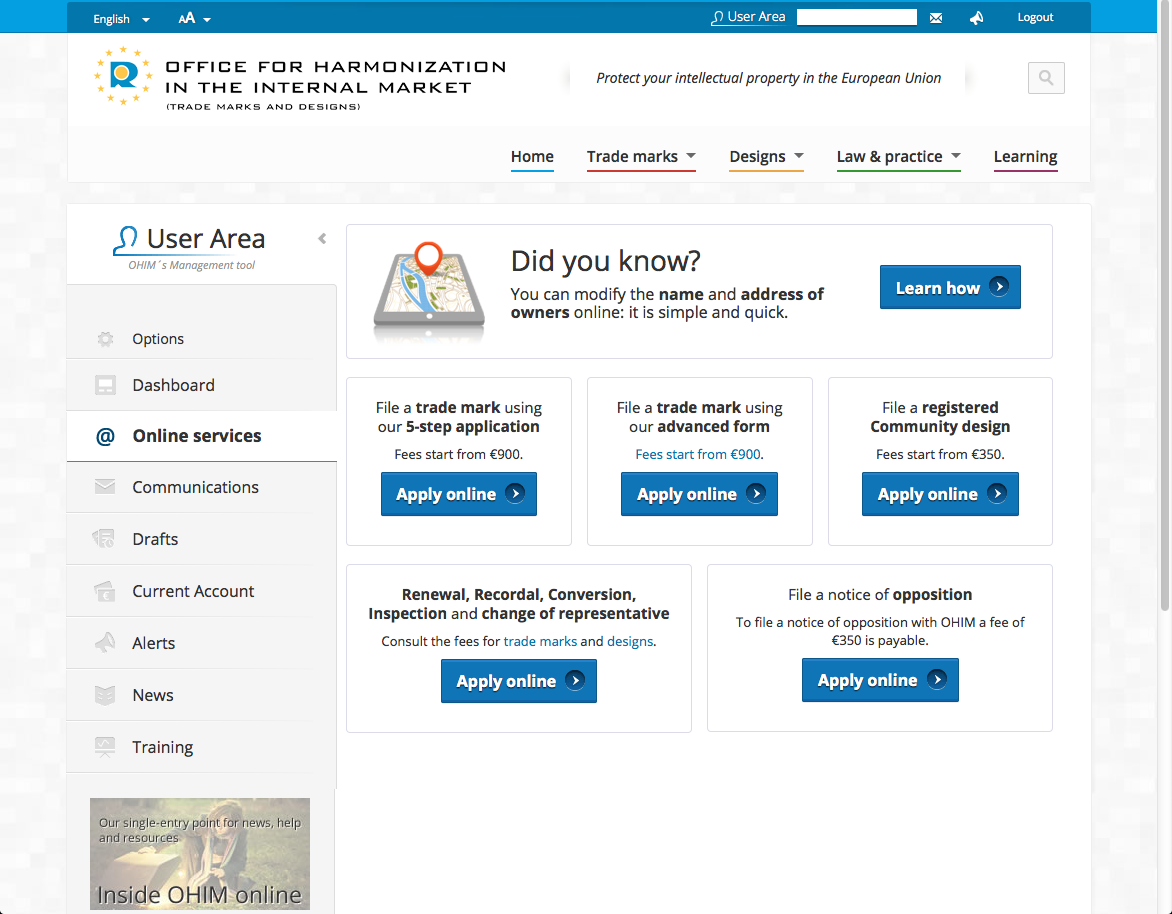 English
AA
User Area
Logout
OFFICE FOR HARMONIZATION
IN THE INTERNAL MARKET
(TRADE MARKS AND DESIGNS)
Protect your intellectual property in the European Union
Home
Trade marks
Designs
Law & practice
Learning
User Area
OHIM´s Management tool
Options
Dashboard
@ Online services
Communications
Drafts
Current Account
Alerts
News
Training
Our single-entry point for news, help
and resources
Inside OHIM online
Did you know?
You can modify the name and address of
owners online: it is simple and quick.
Learn how
File a trade mark using
our 5-step application
Fees start from €900.
Apply online
File a trade mark using
our advanced form
Fees start from €900.
Apply online
File a registered
Community design
Fees start from €350.
Apply online
Renewal, Recordal, Conversion,
Inspection and change of representative
Consult the fees for trade marks and designs.
Apply online
File a notice of opposition
To file a notice of opposition with OHIM a fee of
€350 is payable.
Apply online